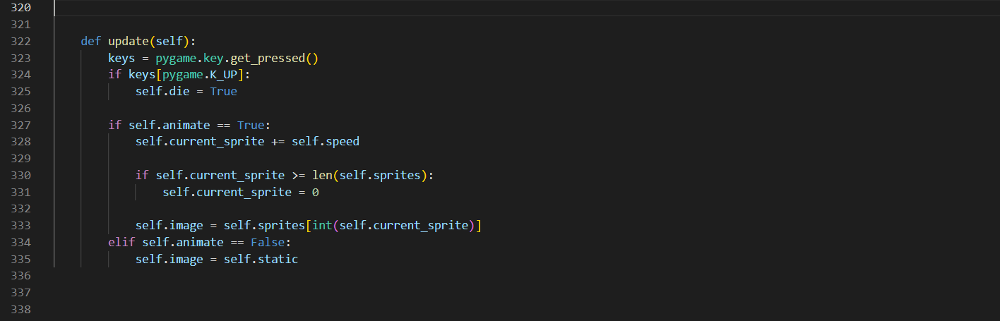 320
321
322 def update(self):
323 keys = pygame.key.get_pressed()
324 if keys[pygame.K_UP]:
325 self.die = True
326
327 if self.animate == True:
328 self.current_sprite += self.speed
329
330 if self.current_sprite >= len(self.sprites):
331 self.current_sprite = 0
332
333 self.image = self.sprites[int(self.current_sprite)]
334 elif self.animate == False:
335 self.image = self.static
336
337
338